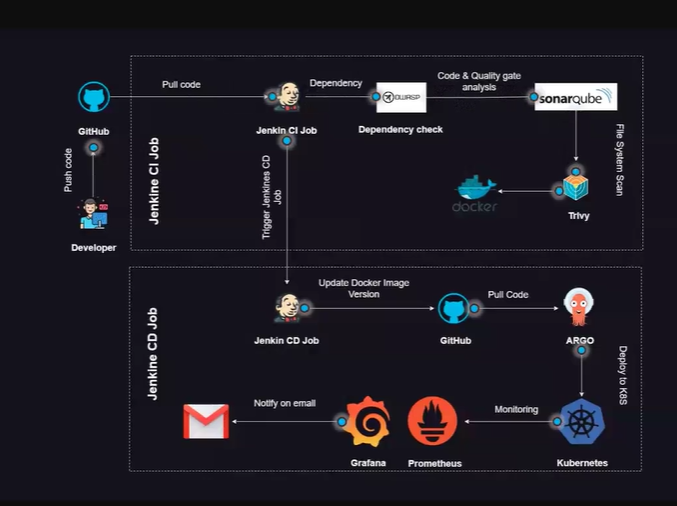 Pull code
Dependency
Code & Quality gate
analysis
OWASP
sonarqube
GitHub
Jenkin CI Job
Dependency check
Push code
Jenkine CI Job
Trigger Jenkines CD
Job
File System Scan
docker
Trivy
Developer
Jenkine CD Job
Update Docker Image
Version
Pull Code
Jenkin CD Job
GitHub
ARGO
Deploy to K8S
Notify on email
Monitoring
Grafana
Prometheus
Kubernetes